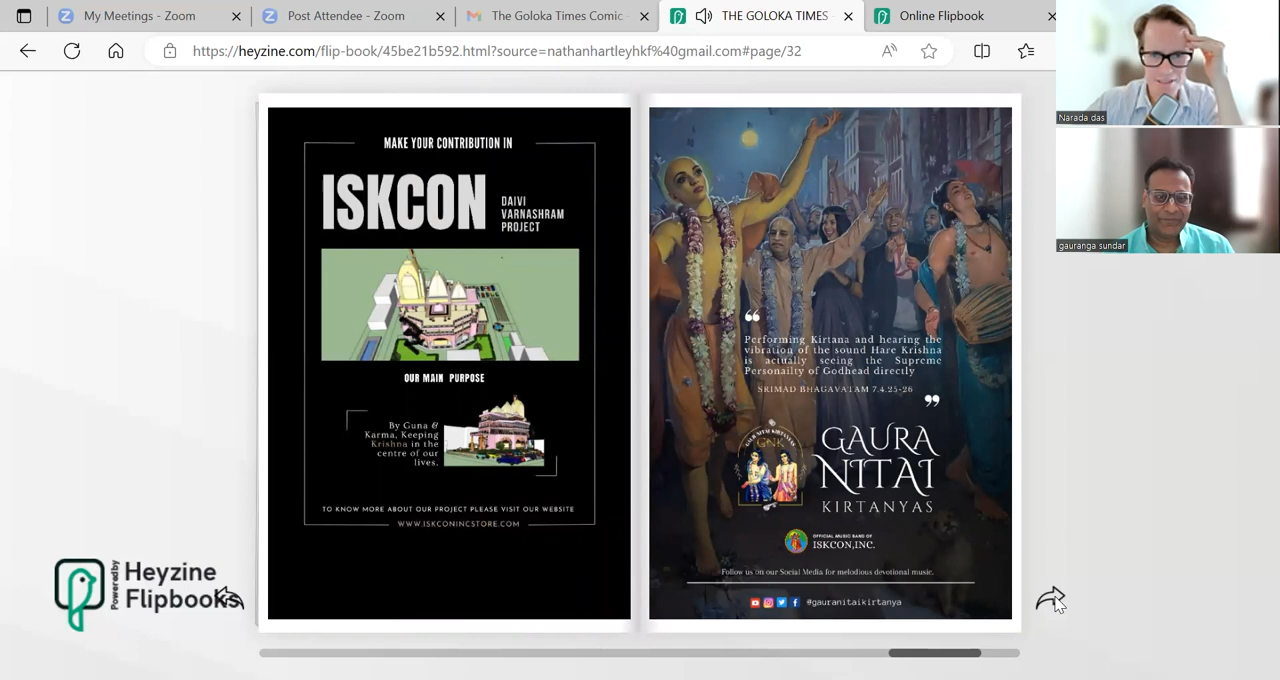 My Meetings - Zoom
Post Attendee - Zoom
The Goloka Times Comic
THE GOLOKA TIMES
Online Flipbook
https://heyzine.com/flip-book/45be21b592.html?source=nathanhartleyhkf%40gmail.com#page/32
Narada das
gauranga sundar
MAKE YOUR CONTRIBUTION IN
ISKCON
DAIVI
VARNASHRAM
PROJECT
OUR MAIN PURPOSE
By Guna &
Karma, Keeping
Krishna in the
centre of our
lives.
TO KNOW MORE ABOUT OUR PROJECT PLEASE VISIT OUR WEBSITE
WWW.ISKCONINCSTORE.COM
“
Performing Kirtana and hearing the
vibration of the sound Hare Krishna
is actually seeing the Supreme
Personailty of Godhead directly
SRIMAD BHAGAVATAM 7.4.25-26
”
GAURA NITAI KIRTANYAS
GNK
GAURA
NITAI
KIRTANYAS
OFFICIAL MUSIC BAND OF
ISKCON,INC.
Follow us on our Social Media for melodious devotional music.
#gauranitaikirtanya
Powered by
Heyzine
Flipbooks